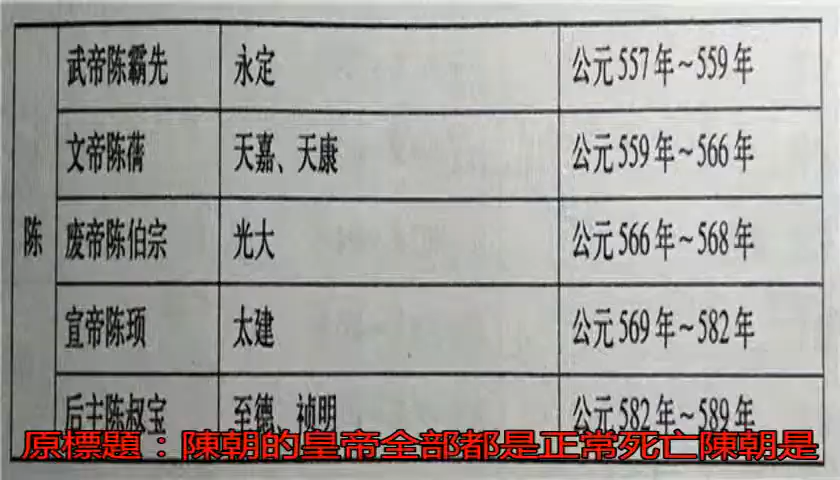 武帝陈霸先 永定 公元557年~559年
文帝陈蒨 天嘉、天康 公元559年~566年
陈
废帝陈伯宗 光大 公元566年~568年
宣帝陈顼 太建 公元569年~582年
后主陈叔宝 至德、祯明 公元582年~589年
原標題：陳朝的皇帝全部都是正常死亡陳朝是